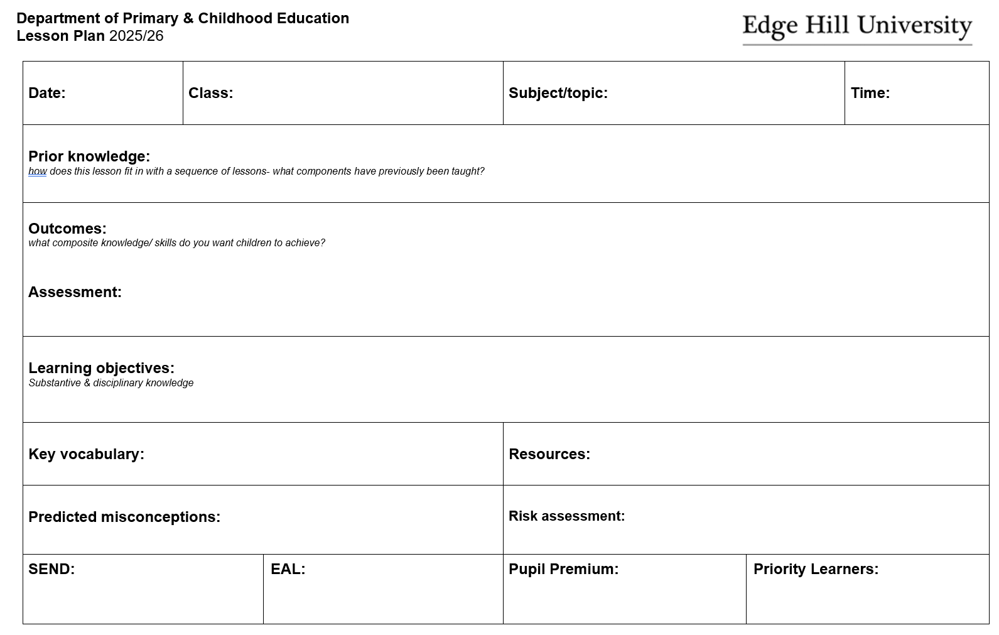 Department of Primary & Childhood Education
Lesson Plan 2025/26
Edge Hill University
Date:
Class:
Subject/topic:
Time:
Prior knowledge:
how does this lesson fit in with a sequence of lessons- what components have previously been taught?
Outcomes:
what composite knowledge/ skills do you want children to achieve?
Assessment:
Learning objectives:
Substantive & disciplinary knowledge
Key vocabulary:
Resources:
Predicted misconceptions:
Risk assessment:
SEND:
EAL:
Pupil Premium:
Priority Learners: